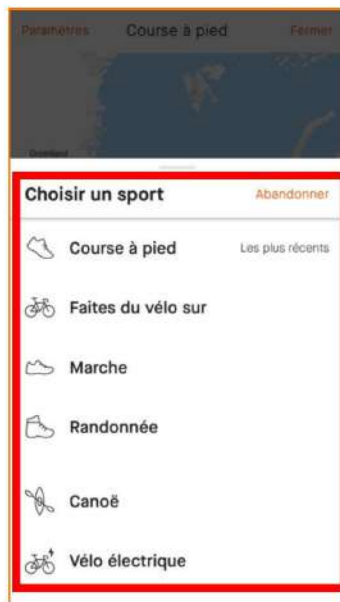 Paramètres Course à pied Fermer
Groenland
Choisir un sport Abandonner
Course à pied Les plus récents
Faites du vélo sur
Marche
Randonnée
Canoë
Vélo électrique